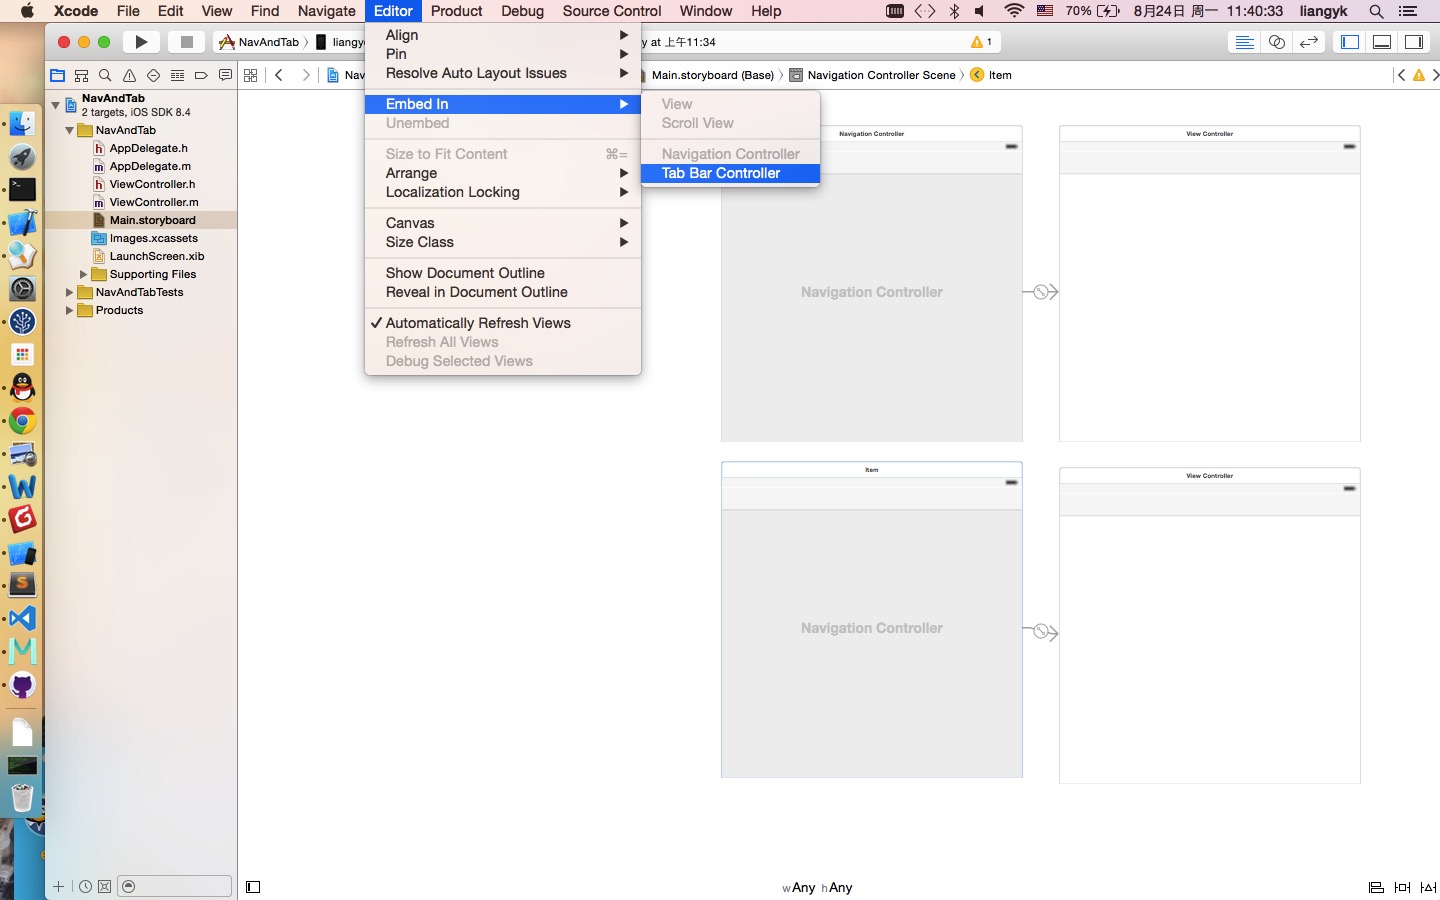 Xcode File Edit View Find Navigate Editor Product Debug Source Control Window Help 70% 8月24日 周一 11:40:33 liangyk
NavAndTab
y at 上午11:34
1
Main.storyboard (Base) Navigation Controller Scene Item
NavAndTab
2 targets, iOS SDK 8.4
NavAndTab
AppDelegate.h
AppDelegate.m
ViewController.h
ViewController.m
Main.storyboard
Images.xcassets
LaunchScreen.xib
Supporting Files
NavAndTabTests
Products
Align
Pin
Resolve Auto Layout Issues
Embed In
Unembed
Size to Fit Content ⌘=
Arrange
Localization Locking
Canvas
Size Class
Show Document Outline
Reveal in Document Outline
✓ Automatically Refresh Views
Refresh All Views
Debug Selected Views
View
Scroll View
Navigation Controller
Tab Bar Controller
Navigation Controller
View Controller
Navigation Controller
Item
View Controller
Navigation Controller
wAny hAny